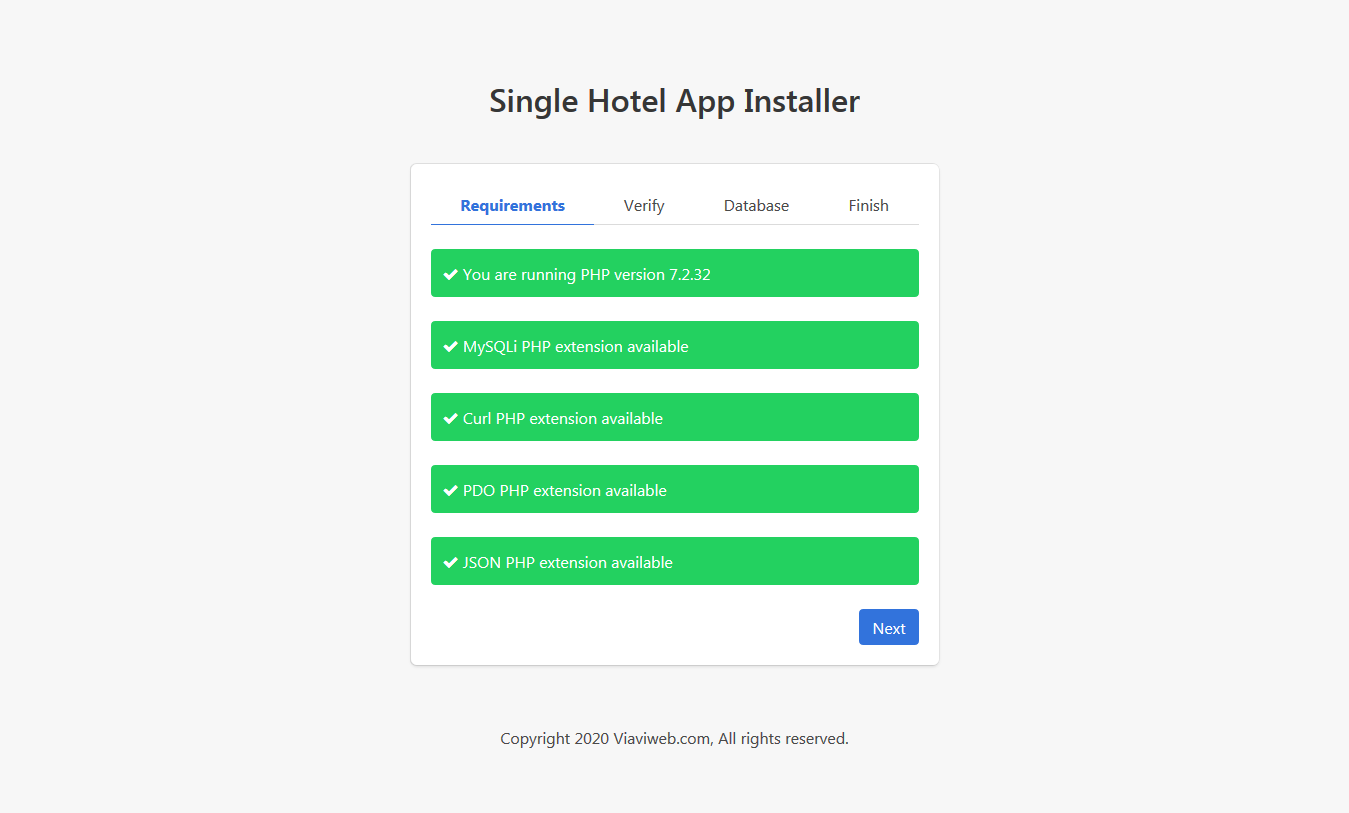 Single Hotel App Installer
Requirements Verify Database Finish
You are running PHP version 7.2.32
MySQLi PHP extension available
Curl PHP extension available
PDO PHP extension available
JSON PHP extension available
Next
Copyright 2020 Viaviweb.com, All rights reserved.